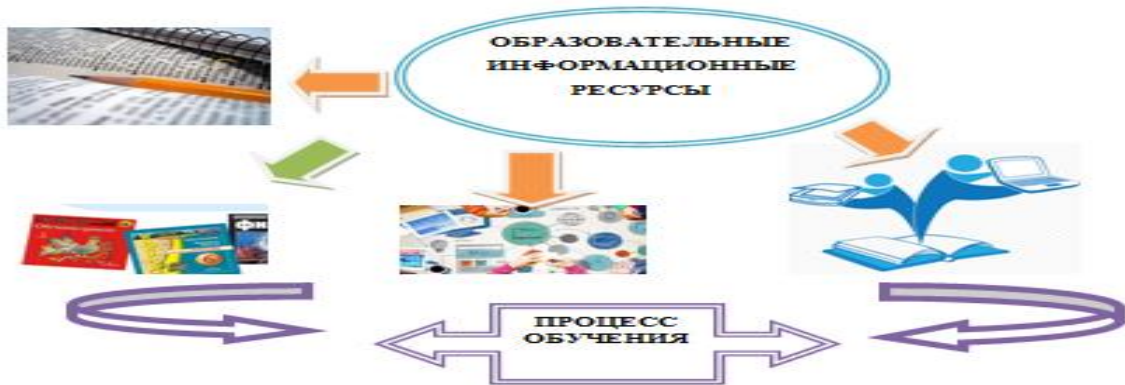 ОБРАЗОВАТЕЛЬНЫЕ
ИНФОРМАЦИОННЫЕ
РЕСУРСЫ
ПРОЦЕСС
ОБУЧЕНИЯ